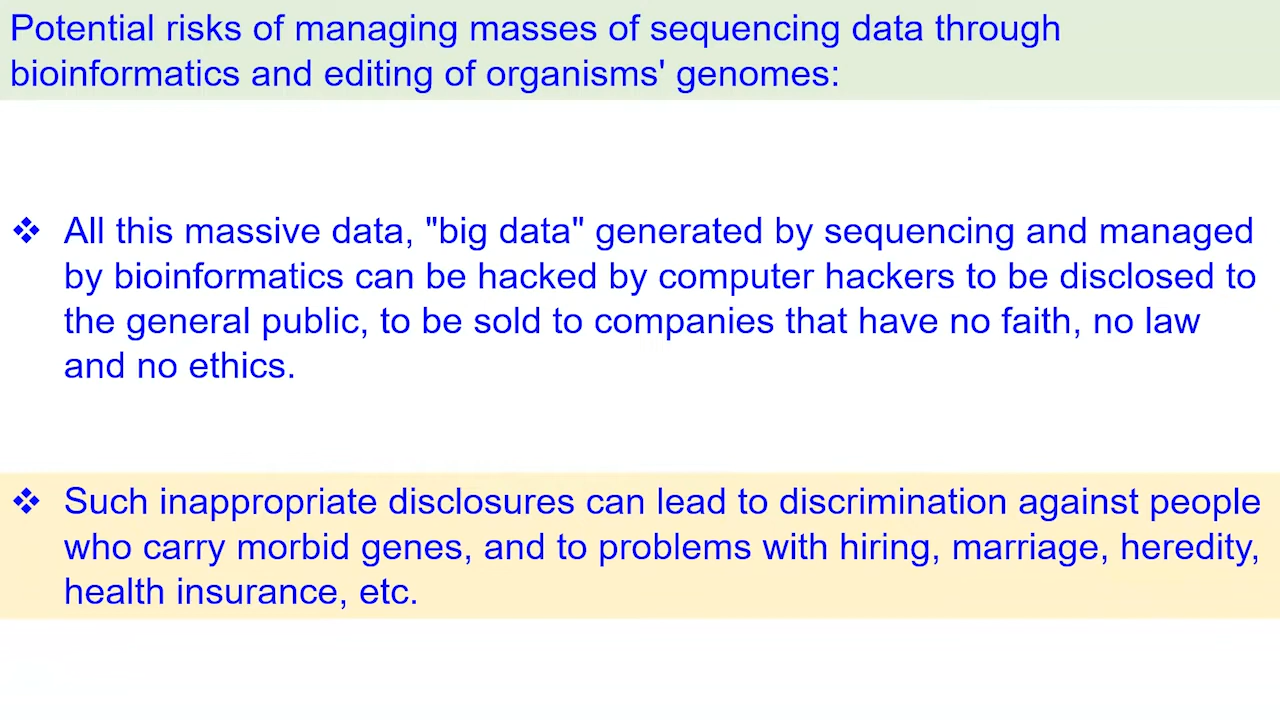 Potential risks of managing masses of sequencing data through
bioinformatics and editing of organisms' genomes:
❖ All this massive data, "big data" generated by sequencing and managed
by bioinformatics can be hacked by computer hackers to be disclosed to
the general public, to be sold to companies that have no faith, no law
and no ethics.
❖ Such inappropriate disclosures can lead to discrimination against people
who carry morbid genes, and to problems with hiring, marriage, heredity,
health insurance, etc.